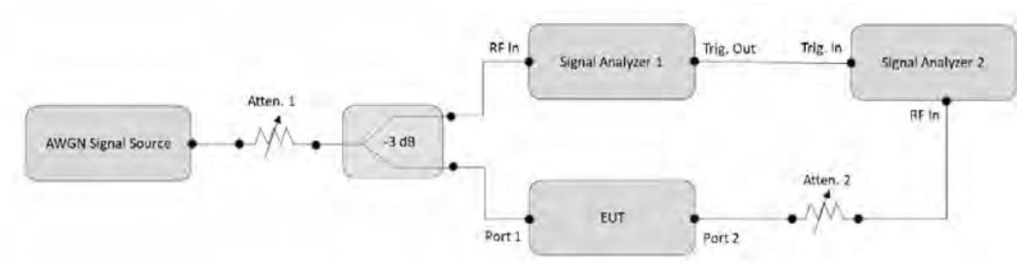 RF In
Signal Analyzer 1
Trig. Out
Trig. In
Signal Analyzer 2
RF In
Atten. 1
AWGN Signal Source
-3 dB
Atten. 2
EUT
Port 1
Port 2